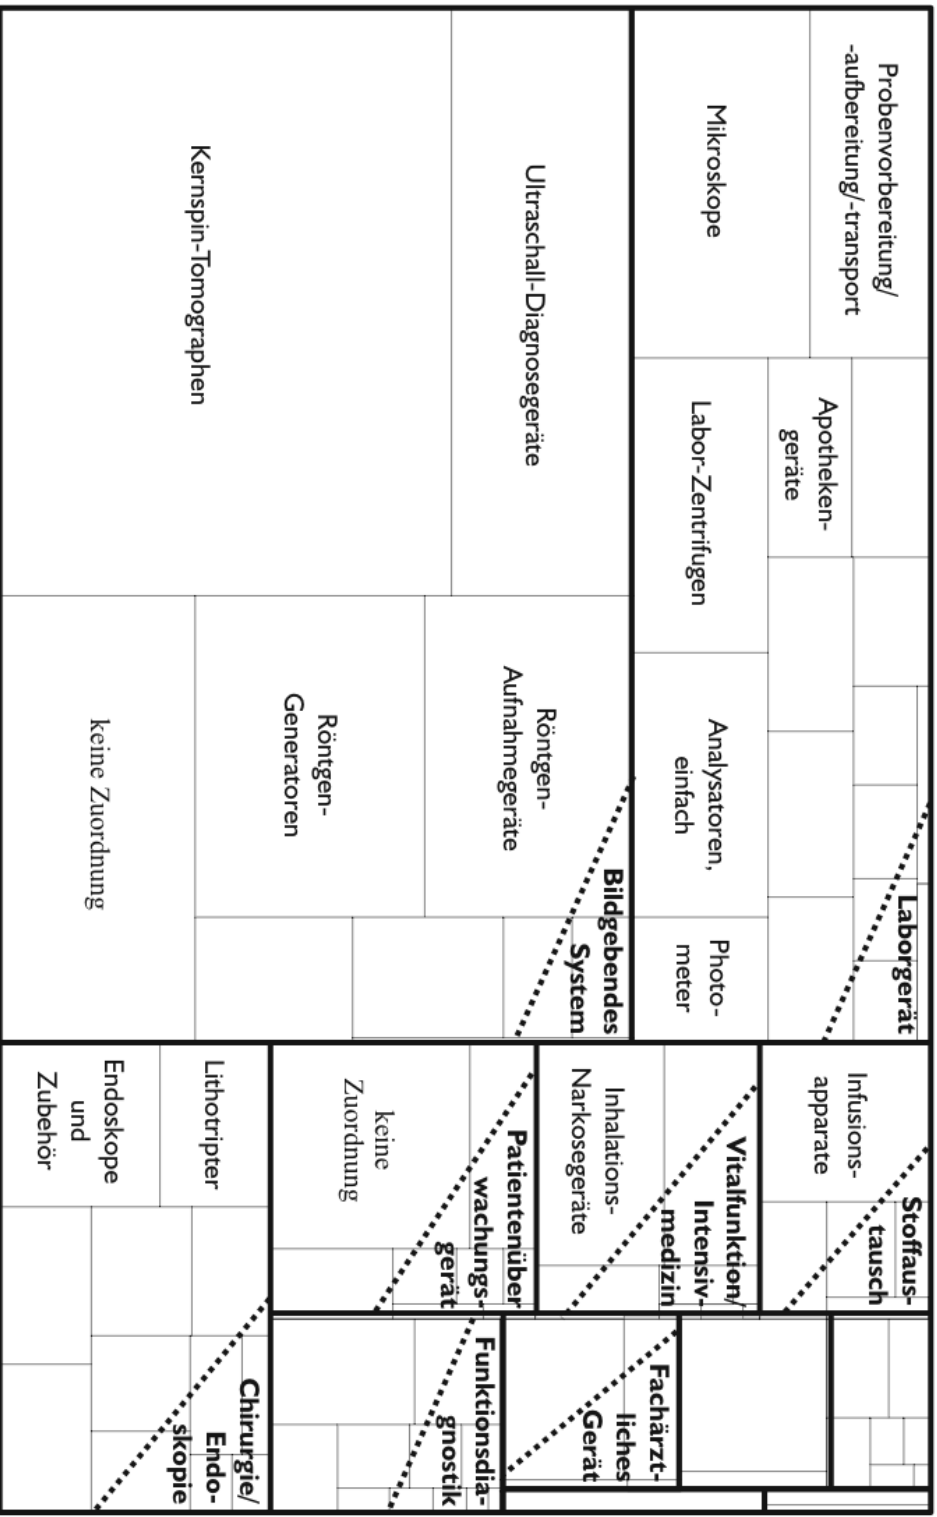 Probenvorbereitung/
-aufbereitung/-transport
Mikroskope
Apotheken-
geräte
Labor-Zentrifugen
Analysatoren,
einfach
Photo-
meter
Laborgerät
Ultraschall-Diagnosegeräte
Kernspin-Tomographen
Röntgen-
Aufnahmegeräte
Röntgen-
Generatoren
keine Zuordnung
Bildgebendes
System
Infusions-
apparate
Stoffaus-
tausch
Inhalations-
Narkosegeräte
Vitalfunktion/
Intensiv-
medizin
keine
Zuordnung
Patientenüber
wachungs-
gerät
Fachärzt-
liches
Gerät
Funktionsdia-
gnostik
Lithotripter
Endoskope
und
Zubehör
Chirurgie/
Endo-
skopie